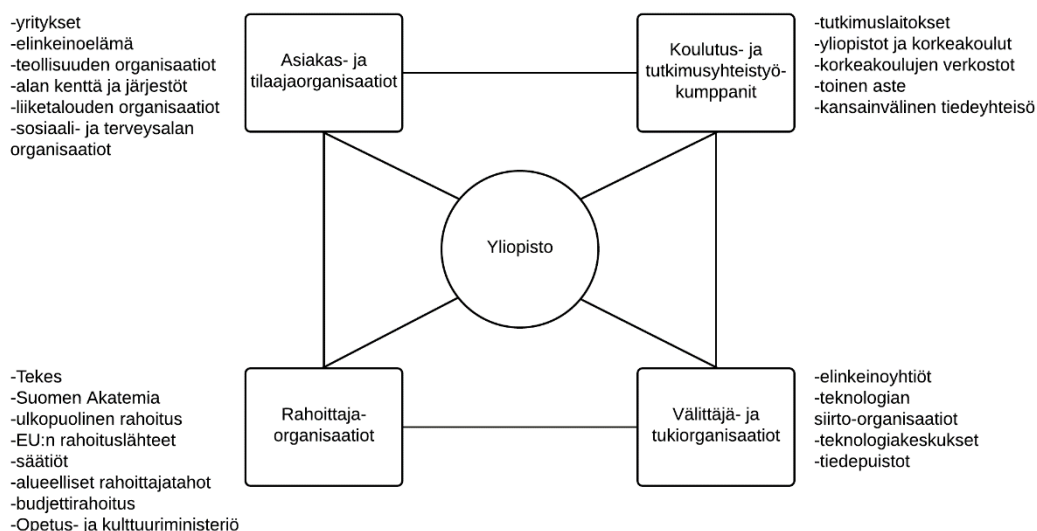 -yritykset
-elinkeinoelämä
-teollisuuden organisaatiot
-alan kenttä ja järjestöt
-liiketalouden organisaatiot
-sosiaali- ja terveysalan
organisaatiot
Asiakas- ja
tilaajaorganisaatiot
Koulutus- ja
tutkimusyhteistyö-
kumppanit
-tutkimuslaitokset
-yliopistot ja korkeakoulut
-korkeakoulujen verkostot
-toinen aste
-kansainvälinen tiedeyhteisö
Yliopisto
-Tekes
-Suomen Akatemia
-ulkopuolinen rahoitus
-EU:n rahoituslähteet
-säätiöt
-alueelliset rahoittajatahot
-budjettirahoitus
-Opetus- ja kulttuuriministeriö
Rahoittaja-
organisaatiot
Välittäjä- ja
tukiorganisaatiot
-elinkeinoyhtiöt
-teknologian
siirto-organisaatiot
-teknologiakeskukset
-tiedepuistot